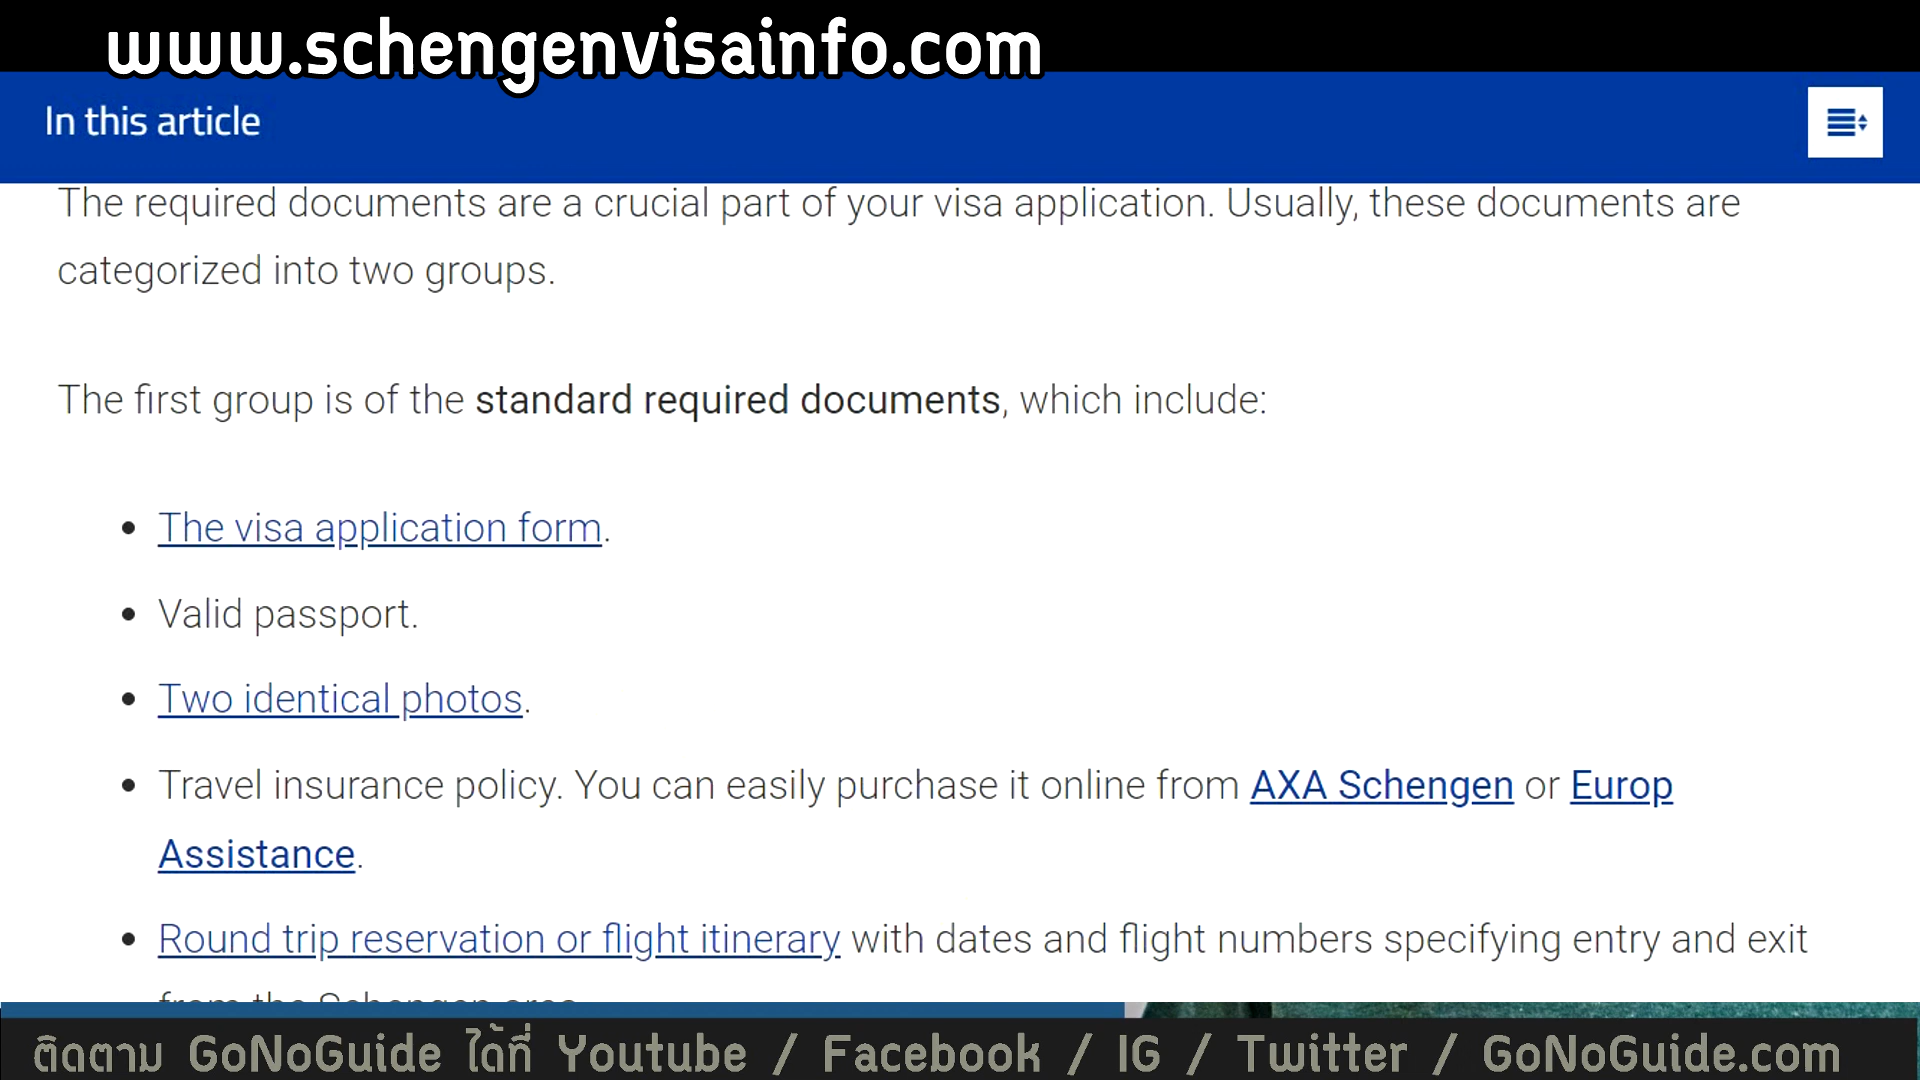 www.schengenvisainfo.com
In this article
The required documents are a crucial part of your visa application. Usually, these documents are
categorized into two groups.
The first group is of the standard required documents, which include:
• The visa application form.
• Valid passport.
• Two identical photos.
• Travel insurance policy. You can easily purchase it online from AXA Schengen or Europ
Assistance.
• Round trip reservation or flight itinerary with dates and flight numbers specifying entry and exit
from the Schengen area
ติดตาม GoNoGuide ได้ที่ Youtube / Facebook / IG / Twitter / GoNoGuide.com